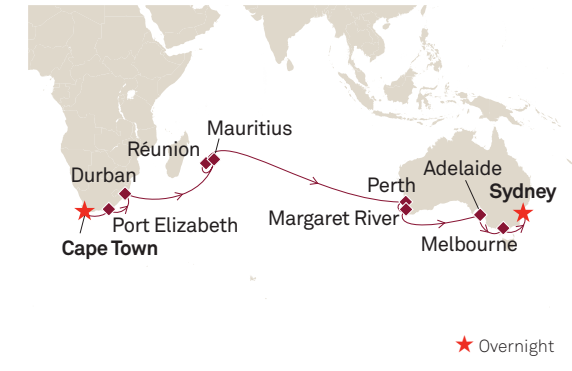 Mauritius
Réunion
Durban
Port Elizabeth
Cape Town
Perth
Margaret River
Adelaide
Sydney
Melbourne
Overnight